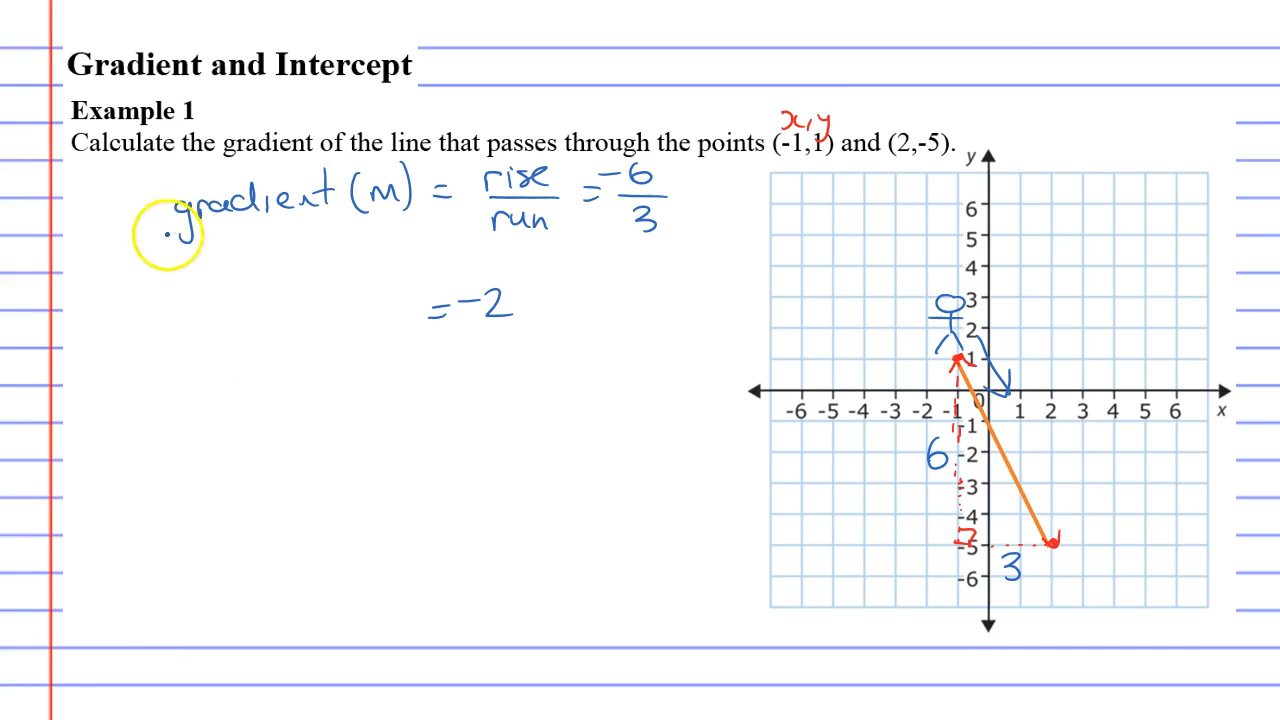 Gradient and Intercept
Example 1
Calculate the gradient of the line that passes through the points (-1,1) and (2,-5).
x,y
gradient (m) = rise/run = -6/3
= -2
y
6
5
4
3
2
1
-6 -5 -4 -3 -2 -1 0 1 2 3 4 5 6 x
-1
-2
-3
-4
-5
-6
6
3